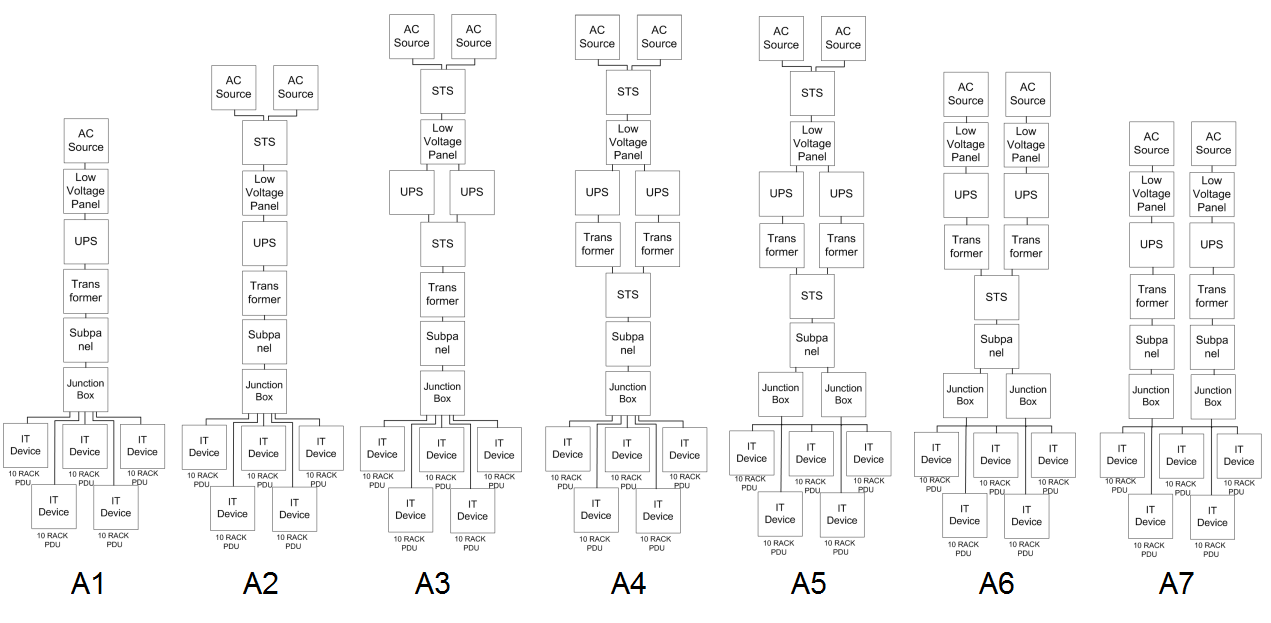 AC
Source
Low
Voltage
Panel
UPS
Trans
former
Subpa
nel
Junction
Box
IT
Device
10 RACK
PDU
IT
Device
10 RACK
PDU
IT
Device
10 RACK
PDU
IT
Device
10 RACK
PDU
IT
Device
10 RACK
PDU
A1
AC
Source
AC
Source
STS
Low
Voltage
Panel
UPS
Trans
former
Subpa
nel
Junction
Box
IT
Device
10 RACK
PDU
IT
Device
10 RACK
PDU
IT
Device
10 RACK
PDU
IT
Device
10 RACK
PDU
IT
Device
10 RACK
PDU
A2
AC
Source
AC
Source
STS
Low
Voltage
Panel
UPS
UPS
STS
Trans
former
Subpa
nel
Junction
Box
IT
Device
10 RACK
PDU
IT
Device
10 RACK
PDU
IT
Device
10 RACK
PDU
IT
Device
10 RACK
PDU
IT
Device
10 RACK
PDU
A3
AC
Source
AC
Source
STS
Low
Voltage
Panel
UPS
UPS
Trans
former
Trans
former
STS
Subpa
nel
Junction
Box
IT
Device
10 RACK
PDU
IT
Device
10 RACK
PDU
IT
Device
10 RACK
PDU
IT
Device
10 RACK
PDU
IT
Device
10 RACK
PDU
A4
AC
Source
AC
Source
STS
Low
Voltage
Panel
UPS
UPS
Trans
former
Trans
former
STS
Subpa
nel
Junction
Box
Junction
Box
IT
Device
10 RACK
PDU
IT
Device
10 RACK
PDU
IT
Device
10 RACK
PDU
IT
Device
10 RACK
PDU
IT
Device
10 RACK
PDU
A5
AC
Source
AC
Source
Low
Voltage
Panel
Low
Voltage
Panel
UPS
UPS
Trans
former
Trans
former
STS
Subpa
nel
Junction
Box
Junction
Box
IT
Device
10 RACK
PDU
IT
Device
10 RACK
PDU
IT
Device
10 RACK
PDU
IT
Device
10 RACK
PDU
IT
Device
10 RACK
PDU
A6
AC
Source
AC
Source
Low
Voltage
Panel
Low
Voltage
Panel
UPS
UPS
Trans
former
Trans
former
Subpa
nel
Subpa
nel
Junction
Box
Junction
Box
IT
Device
10 RACK
PDU
IT
Device
10 RACK
PDU
IT
Device
10 RACK
PDU
IT
Device
10 RACK
PDU
IT
Device
10 RACK
PDU
A7